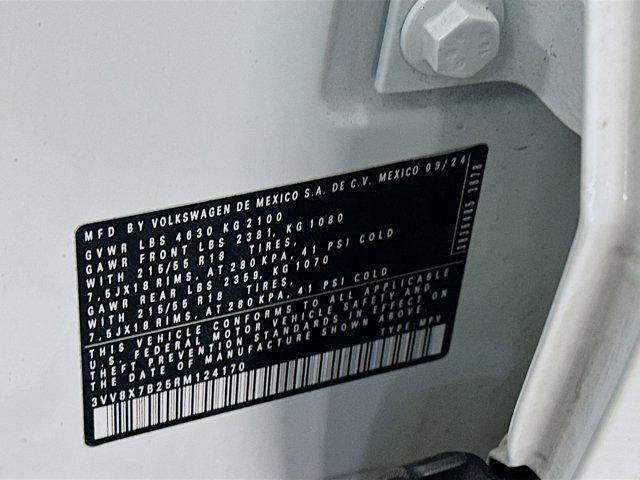 MFD BY VOLKSWAGEN DE MEXICO S.A. DE C.V. MEXICO 09/24
GVWR LBS 4630 KG 2100
GAWR FRONT LBS 2381, KG 1080
WITH 215/55 R18 TIRES,
7.5JX18 RIMS, AT 280 KPA, 41 PSI COLD
GAWR REAR LBS 2359, KG 1070
WITH 215/55 R18 TIRES,
7.5JX18 RIMS, AT 280 KPA, 41 PSI COLD
THIS VEHICLE CONFORMS TO ALL APPLICABLE
U.S. FEDERAL MOTOR VEHICLE SAFETY AND
THEFT PREVENTION STANDARDS IN EFFECT ON
THE DATE OF MANUFACTURE SHOWN ABOVE.
TYPE: MPV
3VV8X7B25RM124170